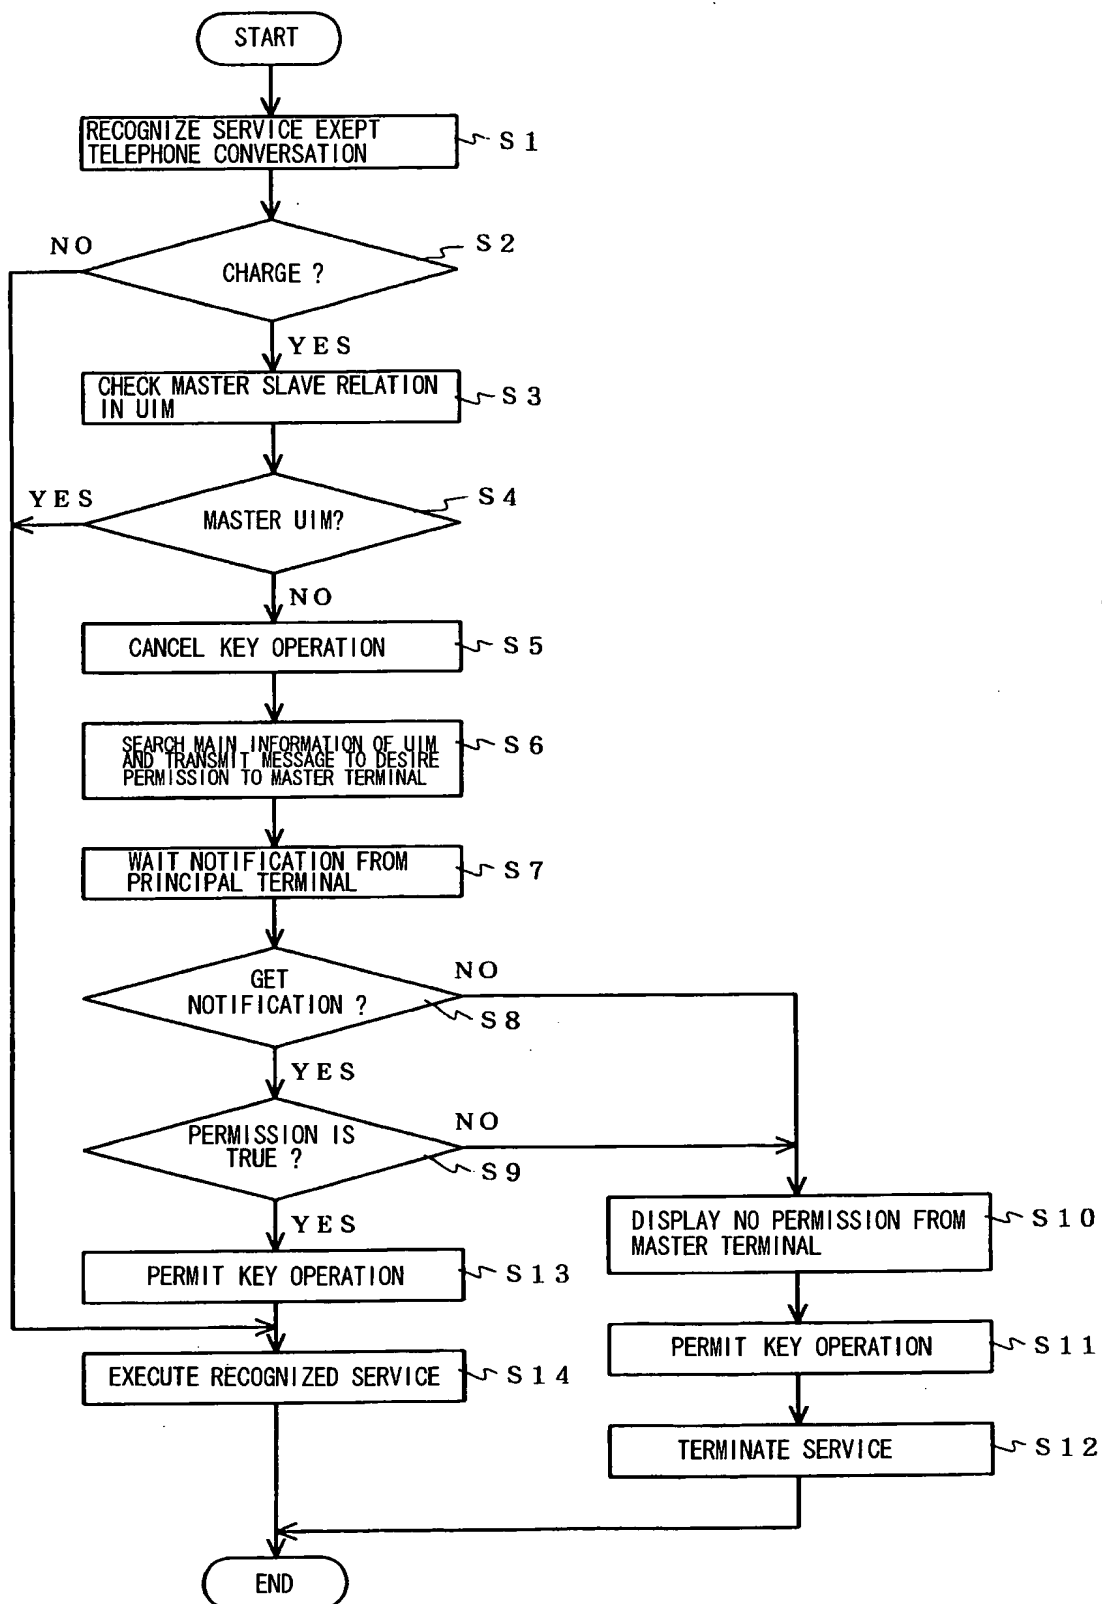 START
RECOGNIZE SERVICE EXEPT
TELEPHONE CONVERSATION
S1
NO
S2
CHARGE ?
YES
CHECK MASTER SLAVE RELATION
IN UIM
S3
YES
S4
MASTER UIM?
NO
CANCEL KEY OPERATION
S5
SEARCH MAIN INFORMATION OF UIM
AND TRANSMIT MESSAGE TO DESIRE
PERMISSION TO MASTER TERMINAL
S6
WAIT NOTIFICATION FROM
PRINCIPAL TERMINAL
S7
GET
NOTIFICATION ?
NO
S8
YES
PERMISSION IS
TRUE ?
NO
S9
YES
DISPLAY NO PERMISSION FROM
MASTER TERMINAL
S10
PERMIT KEY OPERATION
S13
PERMIT KEY OPERATION
S11
EXECUTE RECOGNIZED SERVICE
S14
TERMINATE SERVICE
S12
END